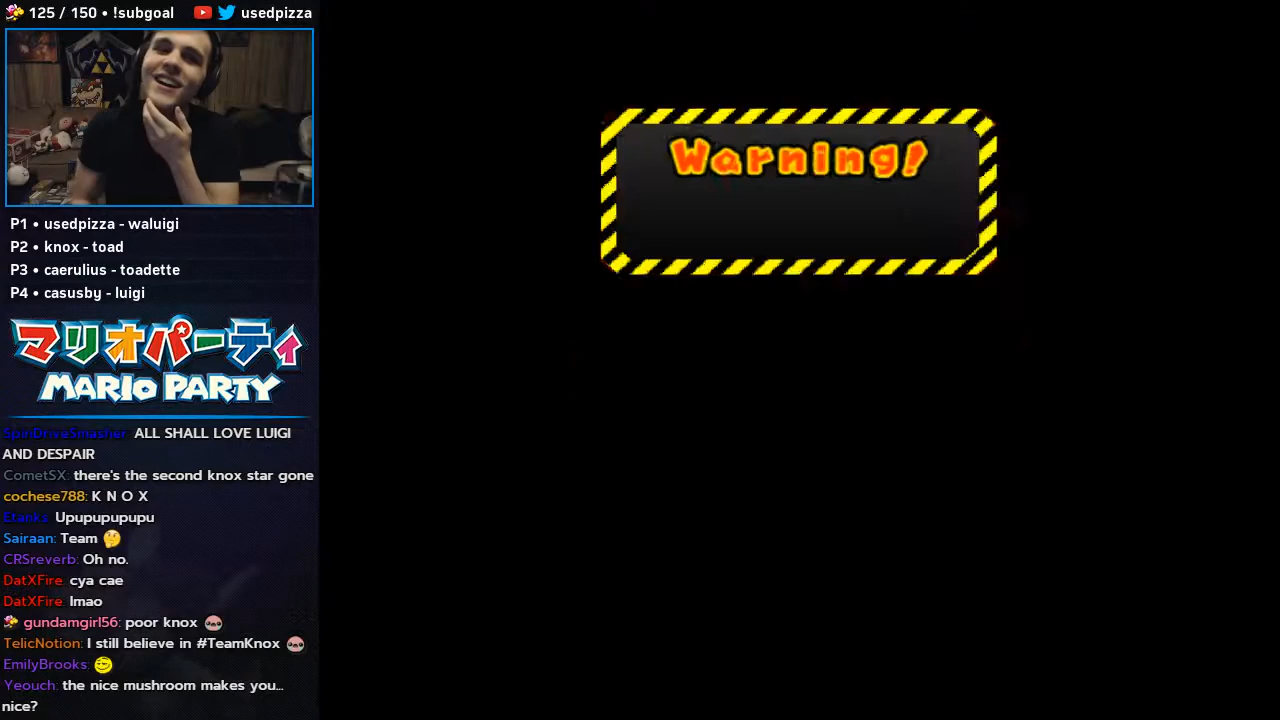 125 / 150 • !subgoal usedpizza
Warning!
P1 • usedpizza - waluigi
P2 • knox - toad
P3 • caerulius - toadette
P4 • casusby - luigi
マリオパーティ
MARIO PARTY
SpinDriveSmasher: ALL SHALL LOVE LUIGI
AND DESPAIR
CometSX: there's the second knox star gone
cochese788: K N O X
Etanks: Upupupupupu
Sairaan: Team 🤔
CRSreverb: Oh no.
DatXFire: cya cae
DatXFire: lmao
gundamgirl56: poor knox
TelicNotion: I still believe in #TeamKnox
EmilyBrooks: 😌
Yeouch: the nice mushroom makes you...
nice?